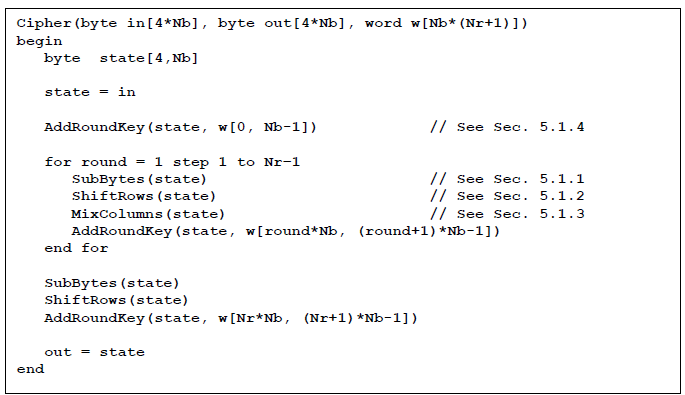 Cipher(byte in[4*Nb], byte out[4*Nb], word w[Nb*(Nr+1)])
begin
byte state[4,Nb]
state = in
AddRoundKey(state, w[0, Nb-1]) // See Sec. 5.1.4
for round = 1 step 1 to Nr-1
SubBytes(state) // See Sec. 5.1.1
ShiftRows(state) // See Sec. 5.1.2
MixColumns(state) // See Sec. 5.1.3
AddRoundKey(state, w[round*Nb, (round+1)*Nb-1])
end for
SubBytes(state)
ShiftRows(state)
AddRoundKey(state, w[Nr*Nb, (Nr+1)*Nb-1])
out = state
end